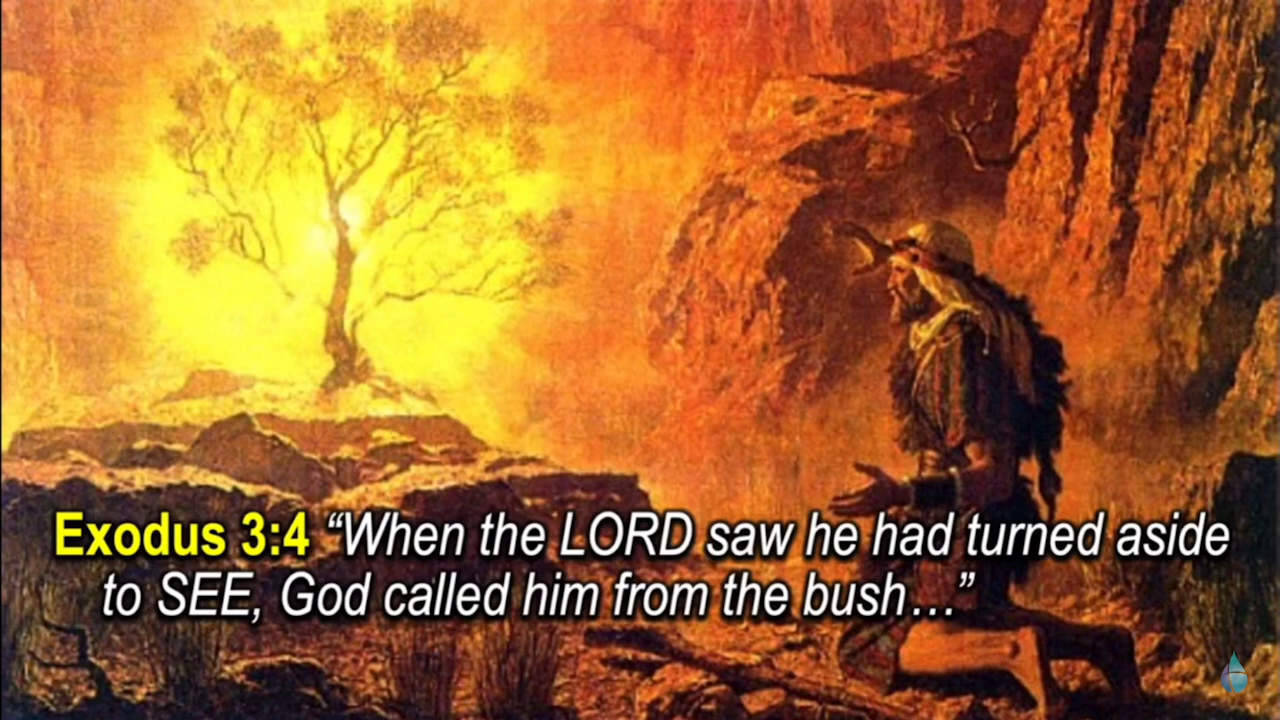 Exodus 3:4 “When the LORD saw he had turned aside
to SEE, God called him from the bush…”